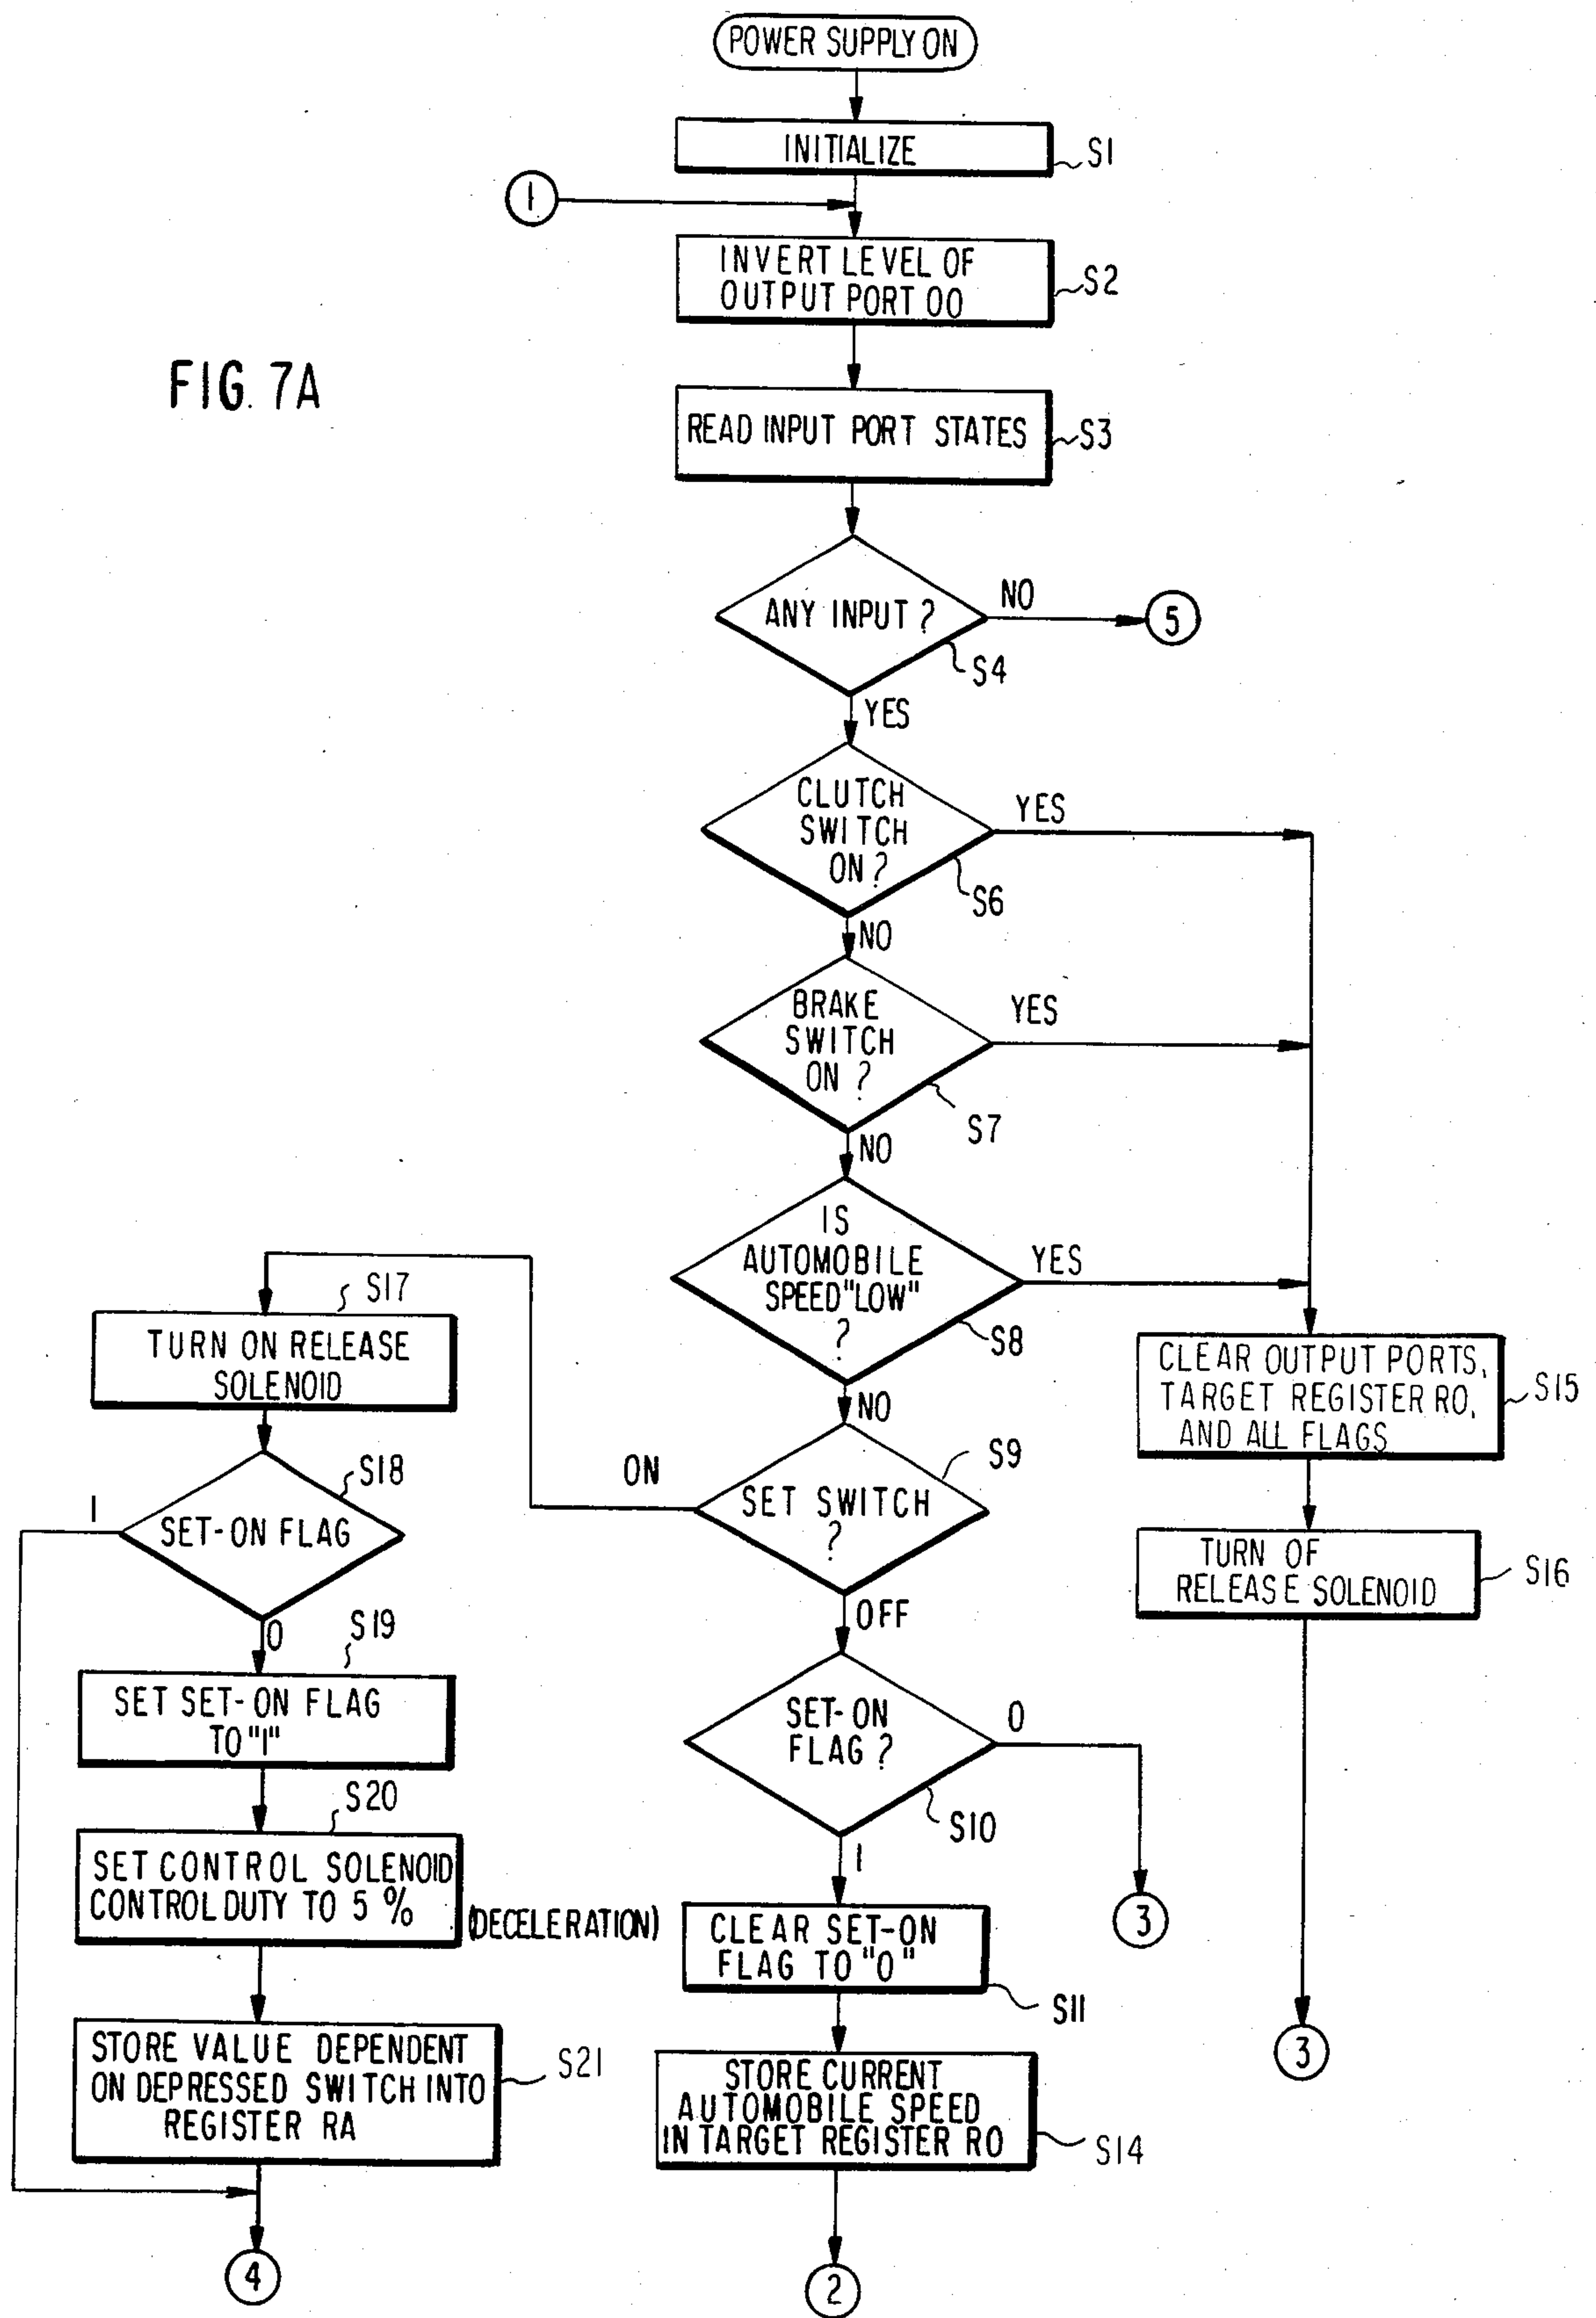 POWER SUPPLY ON
INITIALIZE
S1
1
INVERT LEVEL OF
OUTPUT PORT 00
S2
FIG. 7A
READ INPUT PORT STATES
S3
ANY INPUT ?
NO
5
S4
YES
CLUTCH
SWITCH
ON ?
YES
S6
NO
BRAKE
SWITCH
ON ?
YES
S7
NO
IS
AUTOMOBILE
SPEED "LOW"
?
YES
S8
NO
S17
TURN ON RELEASE
SOLENOID
CLEAR OUTPUT PORTS,
TARGET REGISTER RO,
AND ALL FLAGS
S15
S9
SET SWITCH
?
ON
OFF
S18
SET-ON FLAG
1
0
TURN OF
RELEASE SOLENOID
S16
S19
SET SET-ON FLAG
TO "1"
SET-ON
FLAG ?
0
S10
1
3
S20
SET CONTROL SOLENOID
CONTROL DUTY TO 5 %
(DECELERATION)
CLEAR SET-ON
FLAG TO "0"
S11
3
STORE VALUE DEPENDENT
ON DEPRESSED SWITCH INTO
REGISTER RA
S21
STORE CURRENT
AUTOMOBILE SPEED
IN TARGET REGISTER RO
S14
4
2